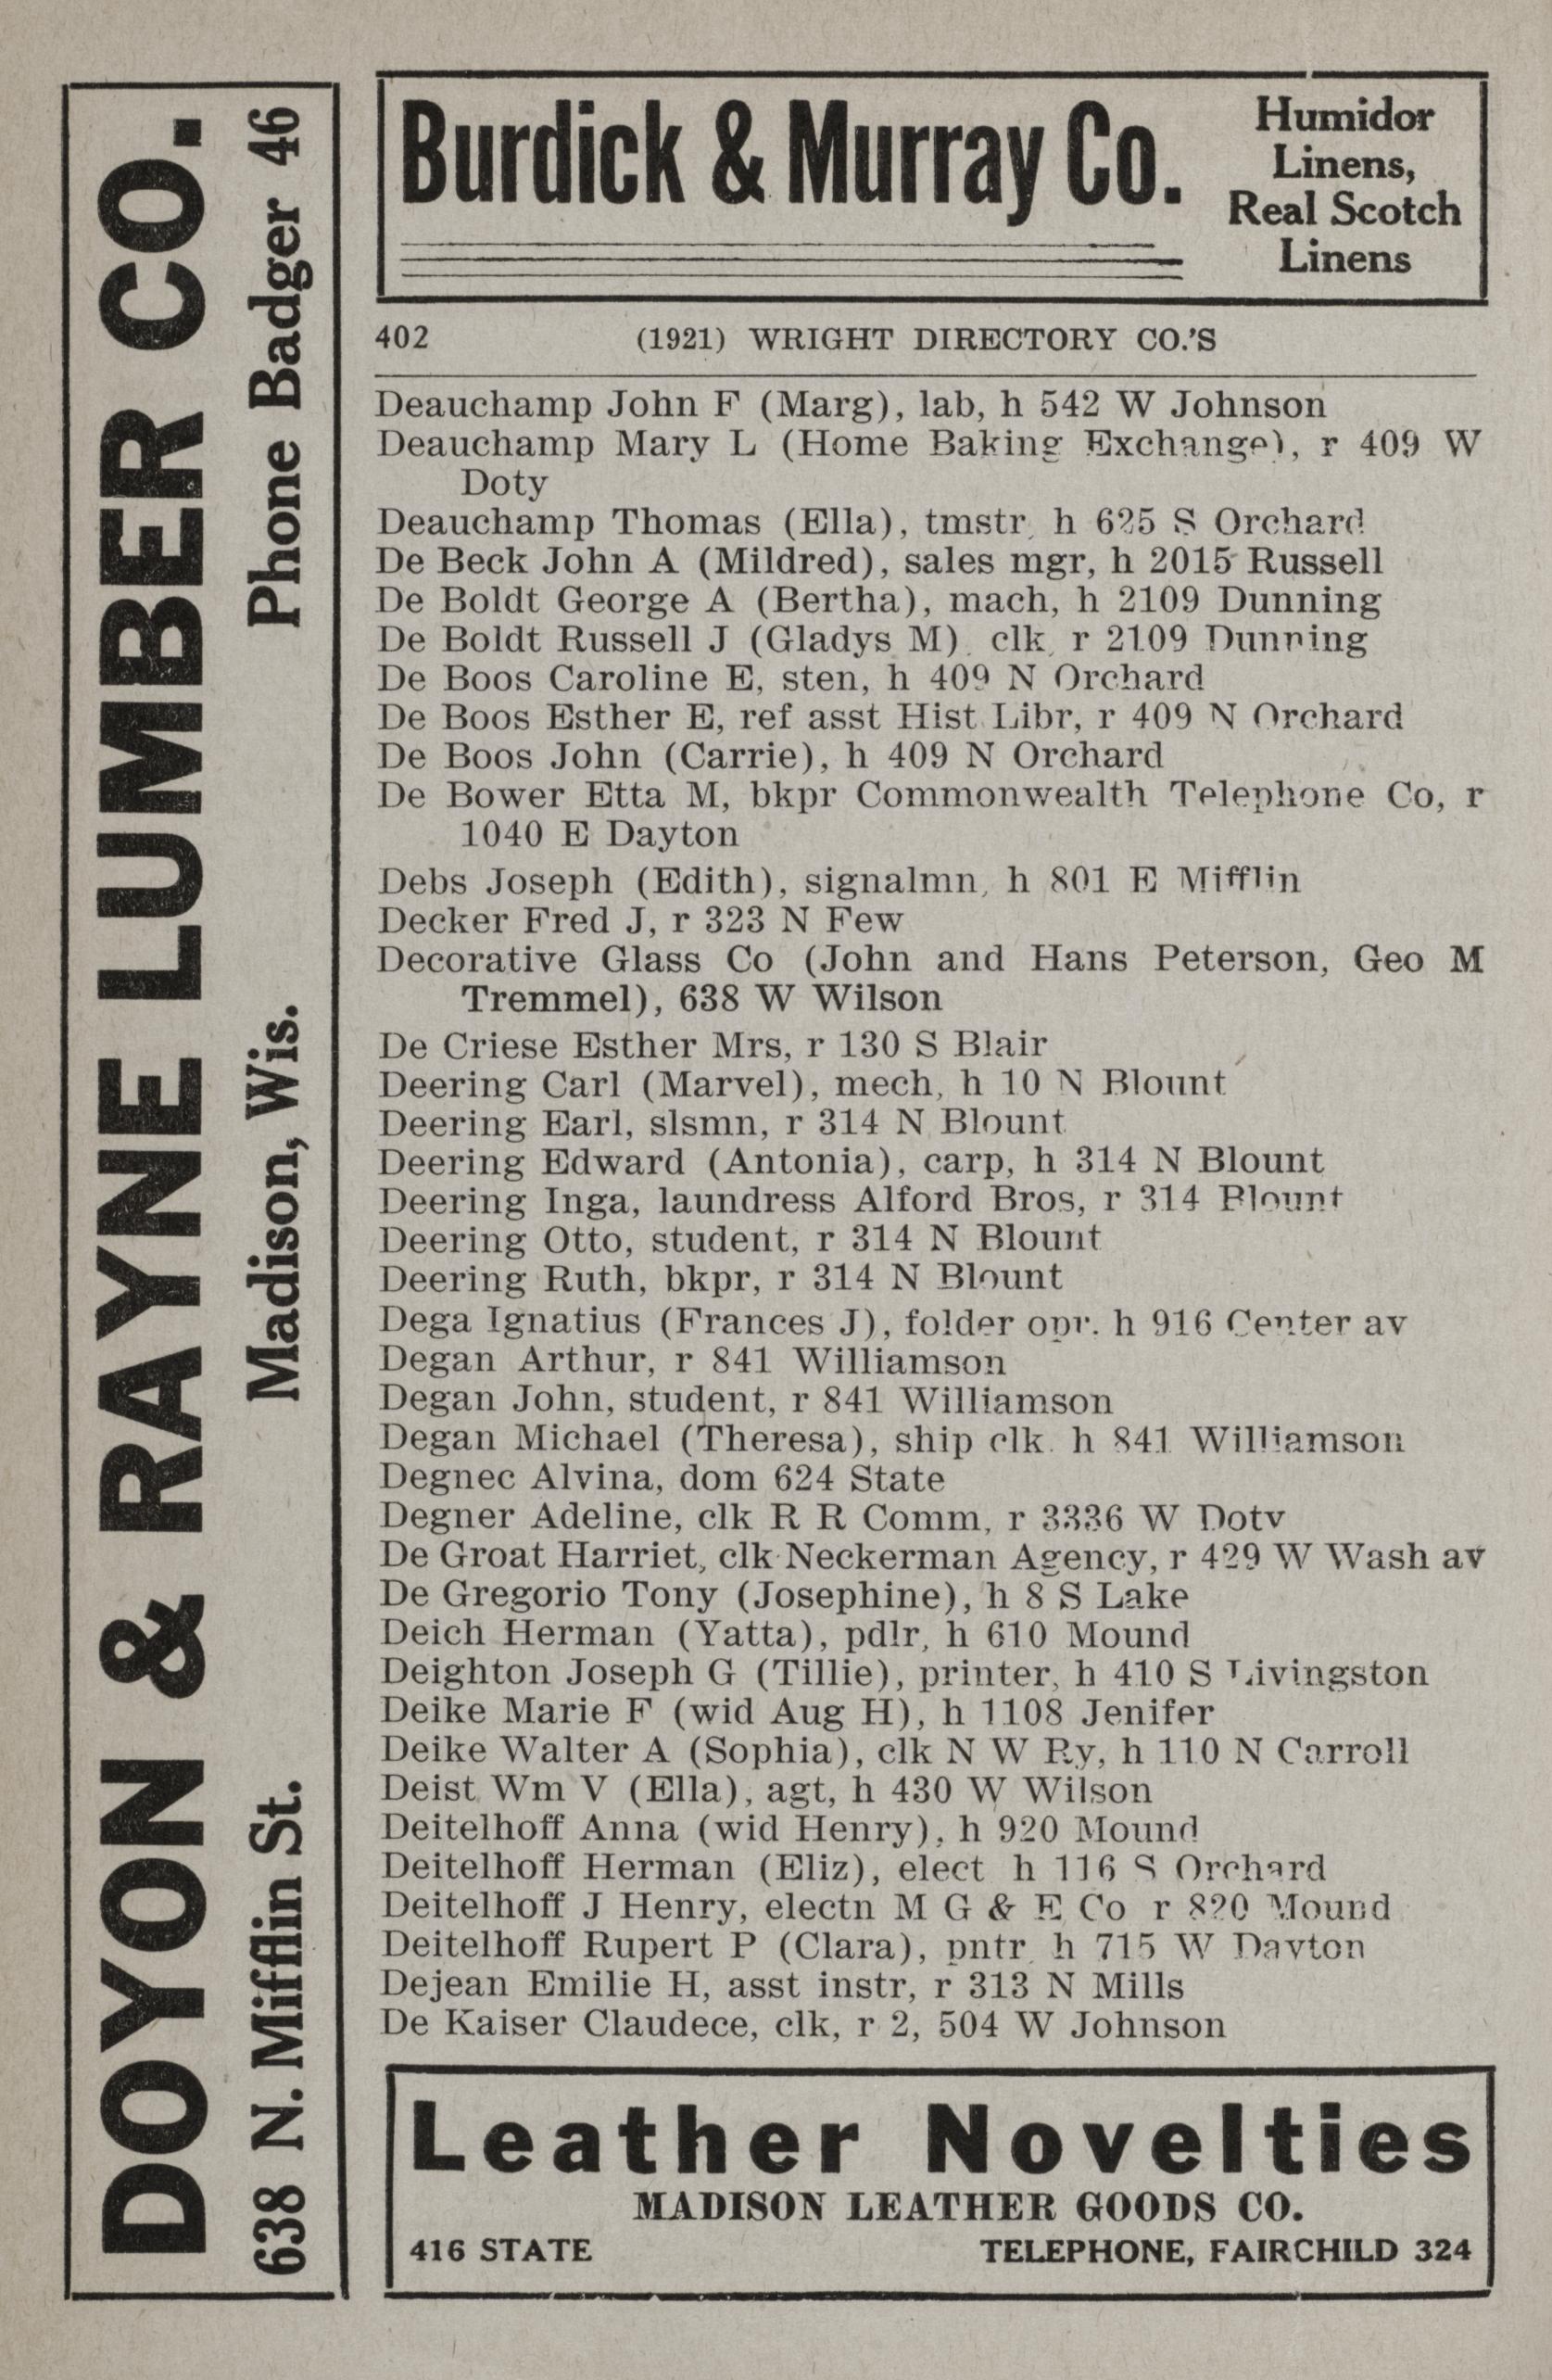 DOYON & RAYNE LUMBER CO.
638 N. Mifflin St. Madison, Wis. Phone Badger 46
Burdick & Murray Co.
Humidor
Linens,
Real Scotch
Linens
402 (1921) WRIGHT DIRECTORY CO.'S
Deauchamp John F (Marg), lab, h 542 W Johnson
Deauchamp Mary L (Home Baking Exchange), r 409 W
Doty
Deauchamp Thomas (Ella), tmstr, h 625 S Orchard
De Beck John A (Mildred), sales mgr, h 2015 Russell
De Boldt George A (Bertha), mach, h 2109 Dunning
De Boldt Russell J (Gladys M), clk, r 2109 Dunning
De Boos Caroline E, sten, h 409 N Orchard
De Boos Esther E, ref asst Hist Libr, r 409 N Orchard
De Boos John (Carrie), h 409 N Orchard
De Bower Etta M, bkpr Commonwealth Telephone Co, r
1040 E Dayton
Debs Joseph (Edith), signalmn, h 801 E Mifflin
Decker Fred J, r 323 N Few
Decorative Glass Co (John and Hans Peterson, Geo M
Tremmel), 638 W Wilson
De Criese Esther Mrs, r 130 S Blair
Deering Carl (Marvel), mech, h 10 N Blount
Deering Earl, slsmn, r 314 N Blount
Deering Edward (Antonia), carp, h 314 N Blount
Deering Inga, laundress Alford Bros, r 314 Blount
Deering Otto, student, r 314 N Blount
Deering Ruth, bkpr, r 314 N Blount
Dega Ignatius (Frances J), folder opr, h 916 Center av
Degan Arthur, r 841 Williamson
Degan John, student, r 841 Williamson
Degan Michael (Theresa), ship clk, h 841 Williamson
Degnec Alvina, dom 624 State
Degner Adeline, clk R R Comm, r 3336 W Doty
De Groat Harriet, clk Neckerman Agency, r 429 W Wash av
De Gregorio Tony (Josephine), h 8 S Lake
Deich Herman (Yatta), pdlr, h 610 Mound
Deighton Joseph G (Tillie), printer, h 410 S Livingston
Deike Marie F (wid Aug H), h 1108 Jenifer
Deike Walter A (Sophia), clk N W Ry, h 110 N Carroll
Deist Wm V (Ella), agt, h 430 W Wilson
Deitelhoff Anna (wid Henry), h 920 Mound
Deitelhoff Herman (Eliz), elect h 116 S Orchard
Deitelhoff J Henry, electn M G & E Co r 820 Mound
Deitelhoff Rupert P (Clara), pntr, h 715 W Dayton
Dejean Emilie H, asst instr, r 313 N Mills
De Kaiser Claudece, clk, r 2, 504 W Johnson
Leather Novelties
MADISON LEATHER GOODS CO.
416 STATE TELEPHONE, FAIRCHILD 324